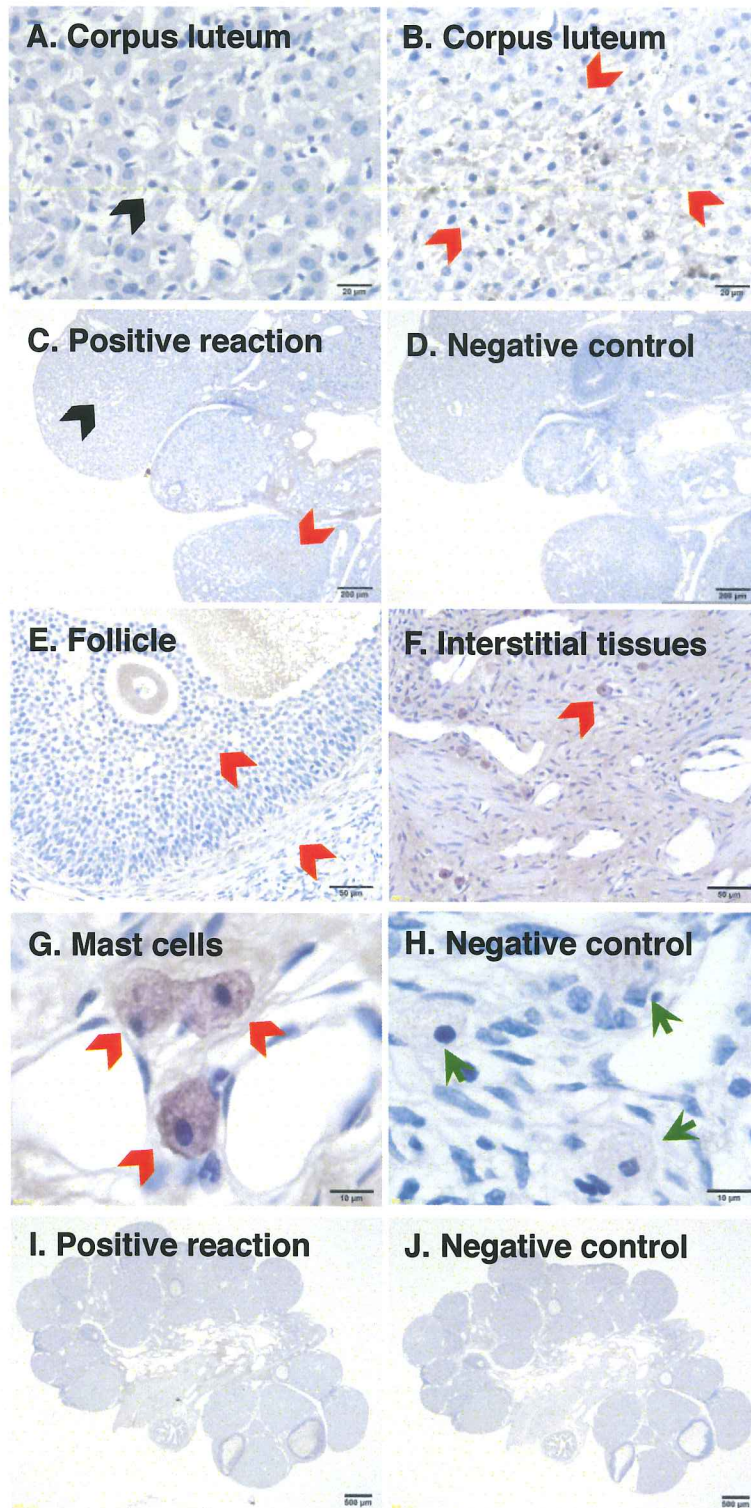 A. Corpus luteum
B. Corpus luteum
20 μm
20 μm
C. Positive reaction
D. Negative control
200 μm
200 μm
E. Follicle
F. Interstitial tissues
50 μm
50 μm
G. Mast cells
H. Negative control
10 μm
10 μm
I. Positive reaction
J. Negative control
500 μm
500 μm